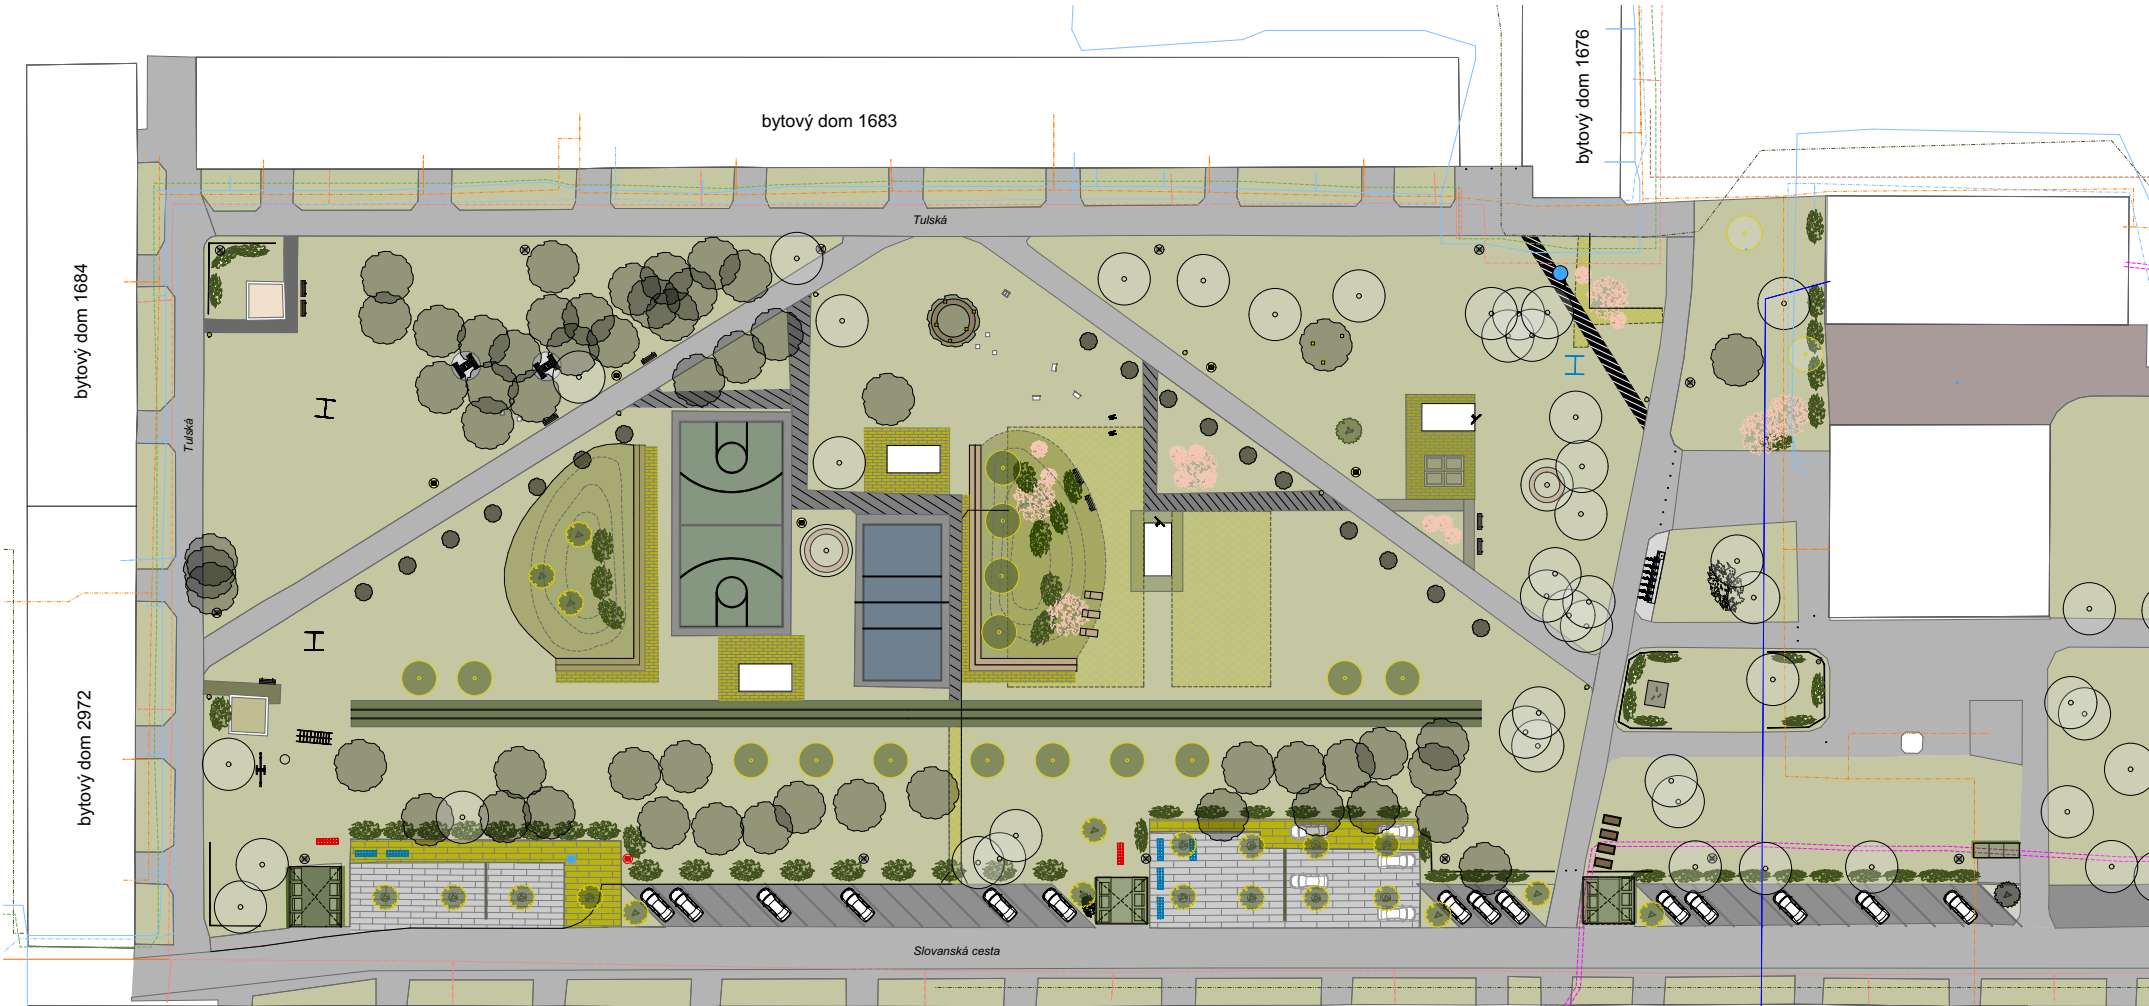 bytový dom 1676
bytový dom 1683
Tulská
bytový dom 1684
Tulská
bytový dom 2972
Slovanská cesta